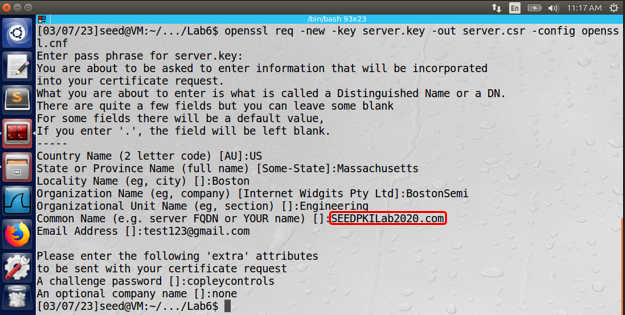 En
11:17 AM
/bin/bash 93x23
[03/07/23]seed@VM:~/.../Lab6$ openssl req -new -key server.key -out server.csr -config openss
l.cnf
Enter pass phrase for server.key:
You are about to be asked to enter information that will be incorporated
into your certificate request.
What you are about to enter is what is called a Distinguished Name or a DN.
There are quite a few fields but you can leave some blank
For some fields there will be a default value,
If you enter '.', the field will be left blank.
-----
Country Name (2 letter code) [AU]:US
State or Province Name (full name) [Some-State]:Massachusetts
Locality Name (eg, city) []:Boston
Organization Name (eg, company) [Internet Widgits Pty Ltd]:BostonSemi
Organizational Unit Name (eg, section) []:Engineering
Common Name (e.g. server FQDN or YOUR name) []:SEEDPKILab2020.com
Email Address []:test123@gmail.com

Please enter the following 'extra' attributes
to be sent with your certificate request
A challenge password []:copleycontrols
An optional company name []:none
[03/07/23]seed@VM:~/.../Lab6$